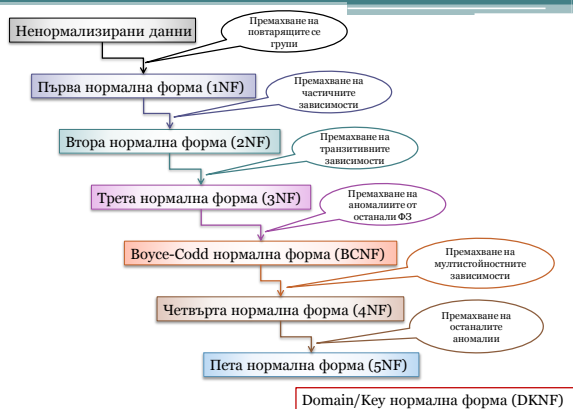 Ненормализирани данни
Премахване на
повтарящите се
групи
Първа нормална форма (1NF)
Премахване на
частичните
зависимости
Втора нормална форма (2NF)
Премахване на
транзитивните
зависимости
Трета нормална форма (3NF)
Премахване на
аномалиите от
останали ФЗ
Boyce-Codd нормална форма (BCNF)
Премахване на
мултистойностните
зависимости
Четвърта нормална форма (4NF)
Премахване на
останалите
аномалии
Пета нормална форма (5NF)
Domain/Key нормална форма (DKNF)